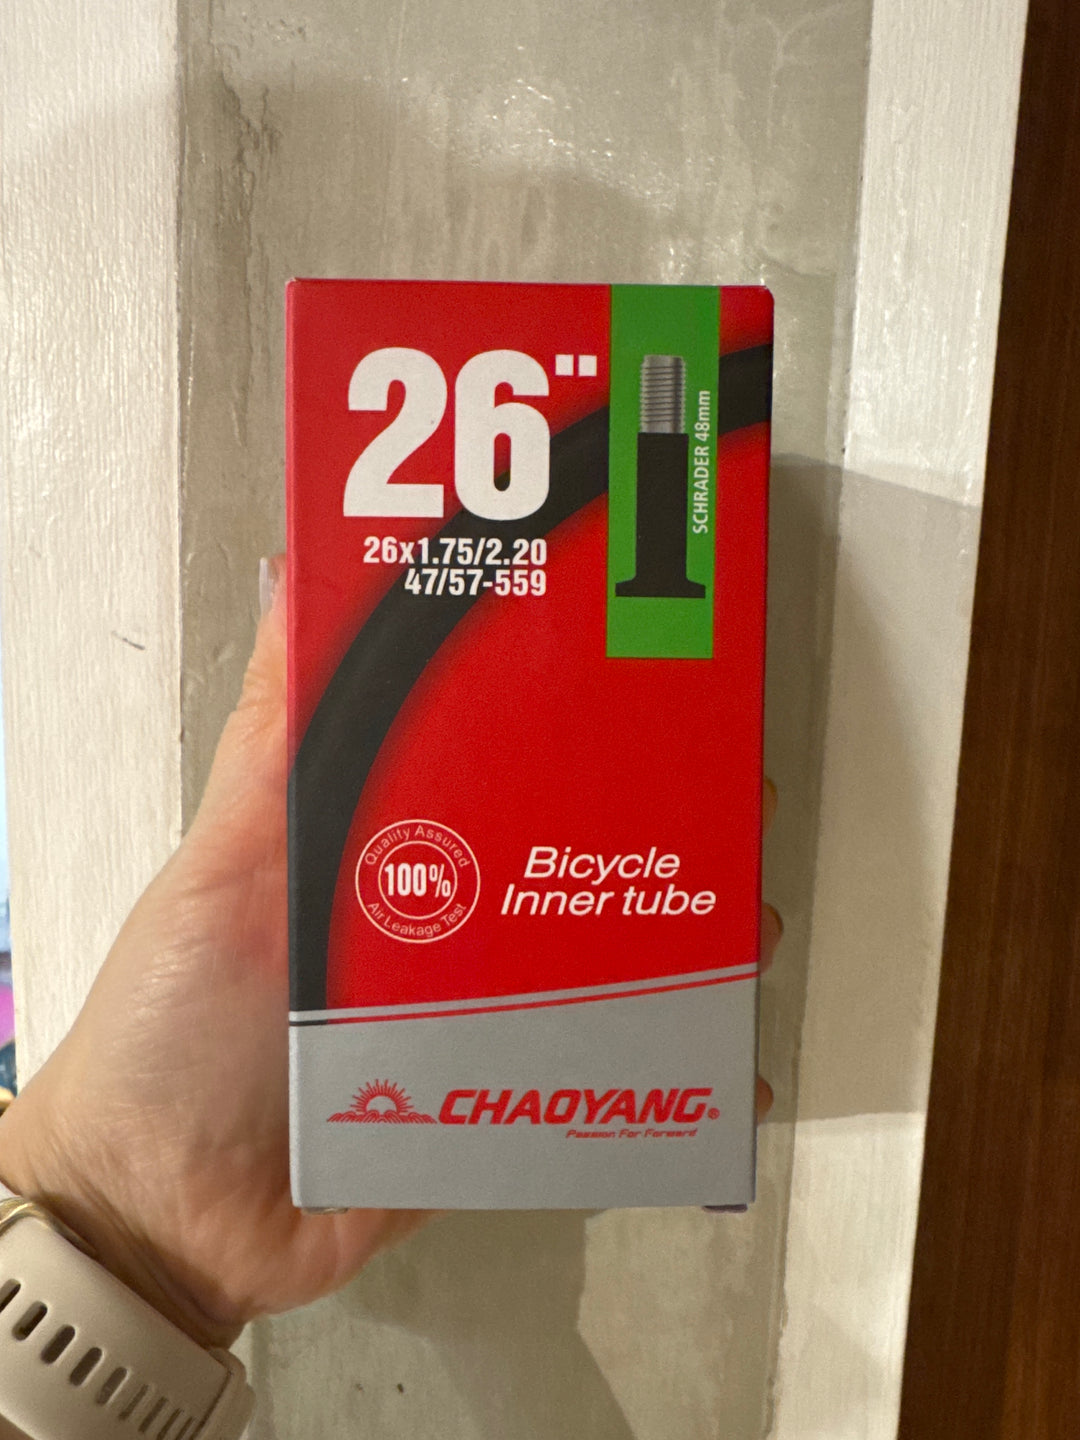 26"
SCHRADER 48mm
26x1.75/2.20
47/57-559
Quality Assured
100%
Air Leakage Test
Bicycle
Inner tube
CHAOYANG®
Passion For Forward